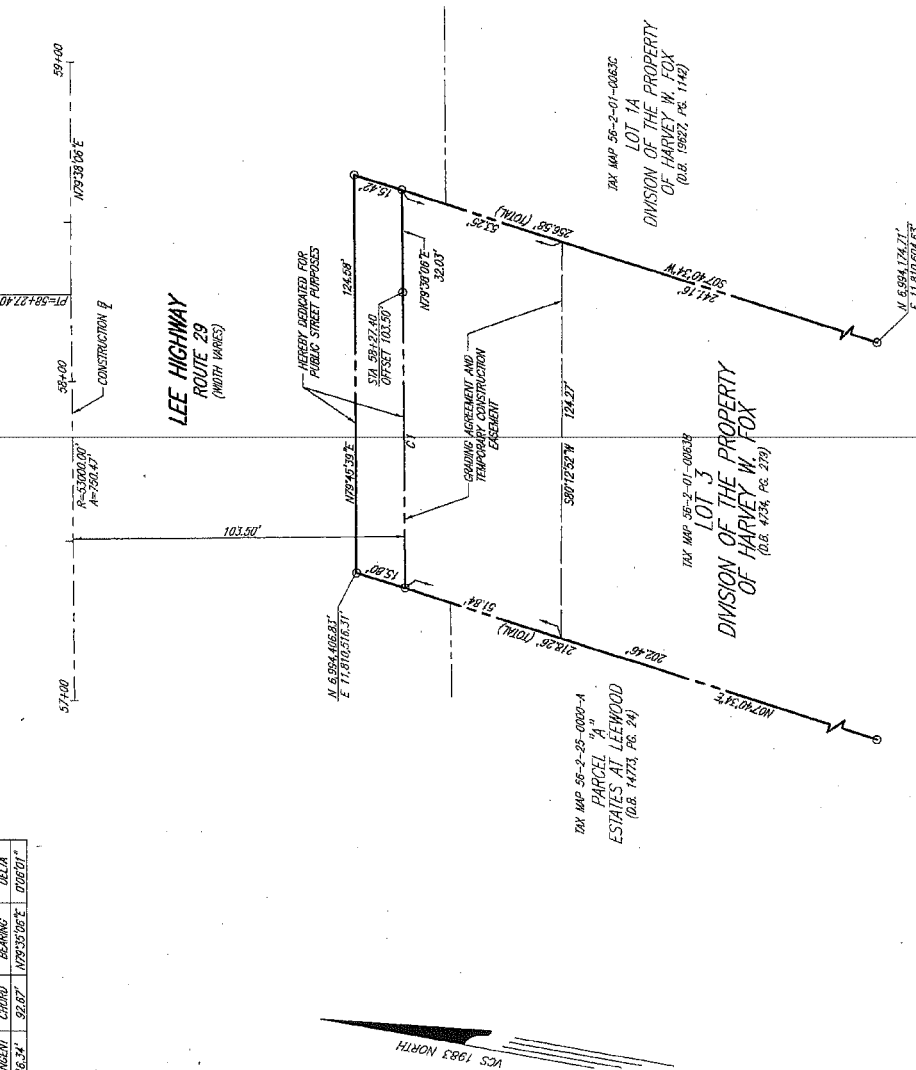 59+00
N79°38'06"E
PT=58+27.40
CONSTRUCTION ℄
58+00
R=53000.00'
A=750.47'
57+00
LEE HIGHWAY
ROUTE 29
(WIDTH VARIES)
103.50'
HEREBY DEDICATED FOR
PUBLIC STREET PURPOSES
124.68'
N79°45'39"E
15.42'
15.80'
STA 58+27.40
OFFSET 103.50'
N79°38'06"E
32.03'
C1
N 6,994,406.83'
E 11,810,516.31'
GRADING AGREEMENT AND
TEMPORARY CONSTRUCTION
EASEMENT
53.25'
256.58' (TOTAL)
S07°40'34"W
241.16'
124.27'
S80°12'52"W
51.84'
218.26' (TOTAL)
202.46'
N07°40'34"E
TAX MAP 56-2-01-0063C
LOT 1A
DIVISION OF THE PROPERTY
OF HARVEY W. FOX
(D.B. 19627, PG. 1142)
TAX MAP 56-2-01-0063B
LOT 3
DIVISION OF THE PROPERTY
OF HARVEY W. FOX
(D.B. 4734, PG. 279)
TAX MAP 56-2-25-0000-A
PARCEL "A"
ESTATES AT LEEWOOD
(D.B. 14773, PG. 24)
N 6,994,174.71'
CHORD BEARING DELTA
92.67' N79°35'06"E 0°06'01"
VCS 1983 NORTH